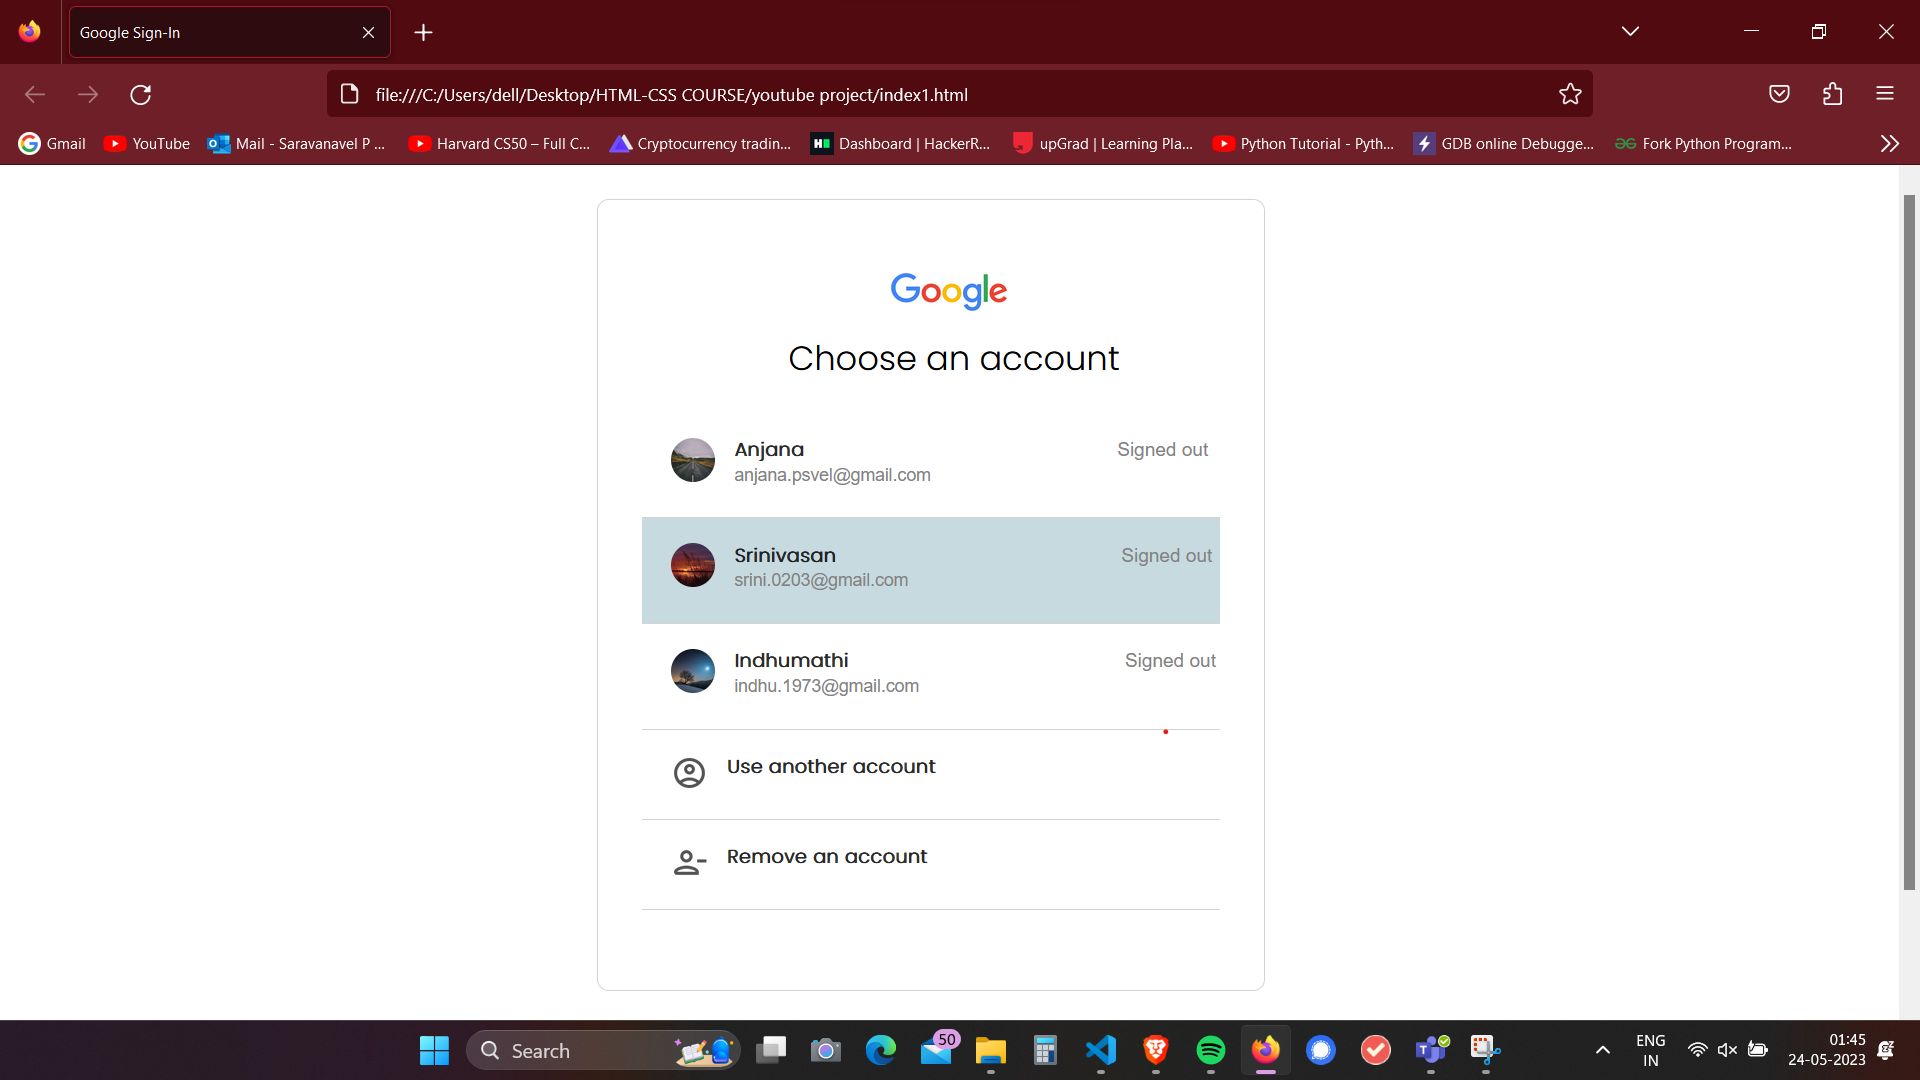 Google Sign-In
file:///C:/Users/dell/Desktop/HTML-CSS COURSE/youtube project/index1.html
Gmail YouTube Mail - Saravanavel P ... Harvard CS50 – Full C... Cryptocurrency tradin... Dashboard | HackerR... upGrad | Learning Pla... Python Tutorial - Pyth... GDB online Debugge... Fork Python Program...
Google
Choose an account
Anjana Signed out
anjana.psvel@gmail.com
Srinivasan Signed out
srini.0203@gmail.com
Indhumathi Signed out
indhu.1973@gmail.com
Use another account
Remove an account
Search 50 ENG 01:45
IN 24-05-2023